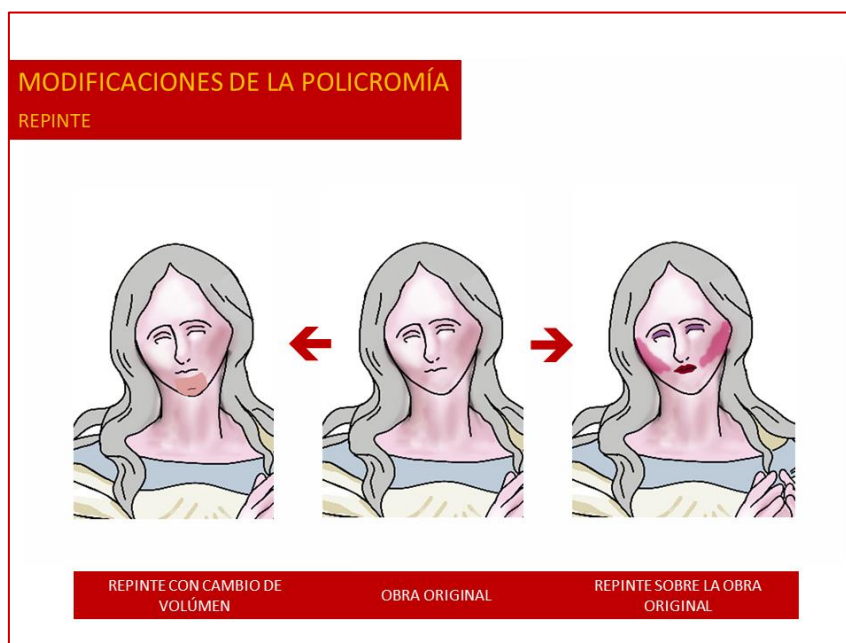 MODIFICACIONES DE LA POLICROMÍA
REPINTE
REPINTE CON CAMBIO DE
VOLÚMEN
OBRA ORIGINAL
REPINTE SOBRE LA OBRA
ORIGINAL